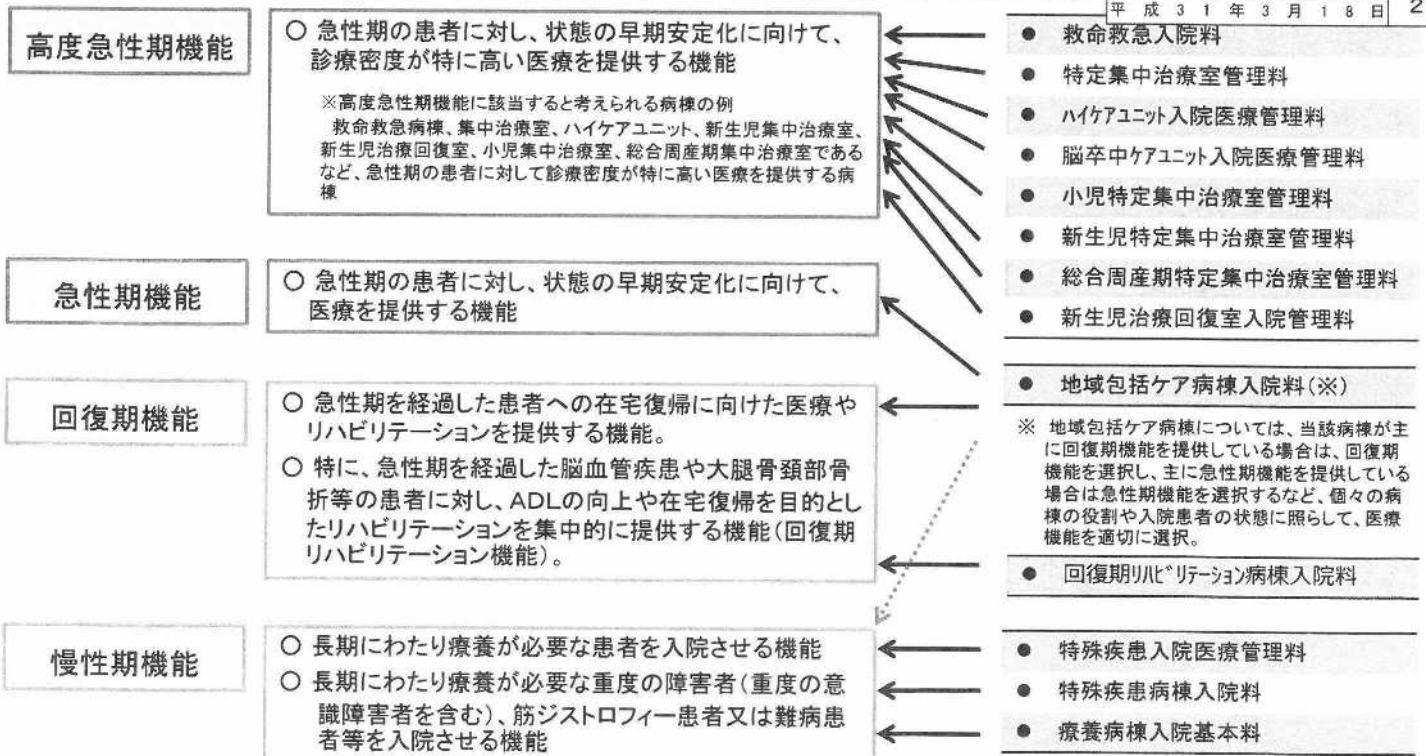 平成31年3月18日
2
高度急性期機能
○ 急性期の患者に対し、状態の早期安定化に向けて、
診療密度が特に高い医療を提供する機能
※高度急性期機能に該当すると考えられる病棟の例
救命救急病棟、集中治療室、ハイケアユニット、新生児集中治療室、
新生児治療回復室、小児集中治療室、総合周産期集中治療室である
など、急性期の患者に対して診療密度が特に高い医療を提供する病
棟
● 救命救急入院料
● 特定集中治療室管理料
● ハイケアユニット入院医療管理料
● 脳卒中ケアユニット入院医療管理料
● 小児特定集中治療室管理料
● 新生児特定集中治療室管理料
● 総合周産期特定集中治療室管理料
● 新生児治療回復室入院管理料
急性期機能
○ 急性期の患者に対し、状態の早期安定化に向けて、
医療を提供する機能
回復期機能
○ 急性期を経過した患者への在宅復帰に向けた医療や
リハビリテーションを提供する機能。
○ 特に、急性期を経過した脳血管疾患や大腿骨頸部骨
折等の患者に対し、ADLの向上や在宅復帰を目的とし
たリハビリテーションを集中的に提供する機能(回復期
リハビリテーション機能)。
● 地域包括ケア病棟入院料(※)
※ 地域包括ケア病棟については、当該病棟が主
に回復期機能を提供している場合は、回復期
機能を選択し、主に急性期機能を提供している
場合は急性期機能を選択するなど、個々の病
棟の役割や入院患者の状態に照らして、医療
機能を適切に選択。
● 回復期リハビリテーション病棟入院料
慢性期機能
○ 長期にわたり療養が必要な患者を入院させる機能
○ 長期にわたり療養が必要な重度の障害者(重度の意
識障害者を含む)、筋ジストロフィー患者又は難病患
者等を入院させる機能
● 特殊疾患入院医療管理料
● 特殊疾患病棟入院料
● 療養病棟入院基本料